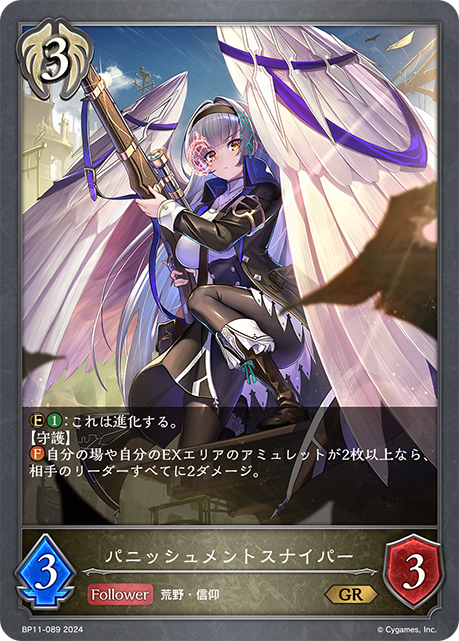 3
E 1：これは進化する。
【守護】
F 自分の場や自分のEXエリアのアミュレットが2枚以上なら、
相手のリーダーすべてに2ダメージ。
パニッシュメントスナイパー
3 Follower 荒野・信仰 GR 3
BP11-089 2024 © Cygames, Inc.